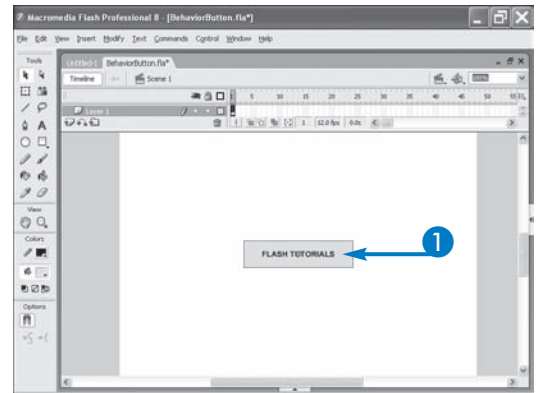 Macromedia Flash Professional 8 - [BehaviorButton.fla*]
File Edit View Insert Modify Text Commands Control Window Help
Tools
Untitled-1 BehaviorButton.fla*
Timeline Scene 1
1 5 10 15 20 25 30 35 40 45 50
Layer 1
1 12.0 fps 0.0s
View
Colors
Options
FLASH TUTORIALS
1